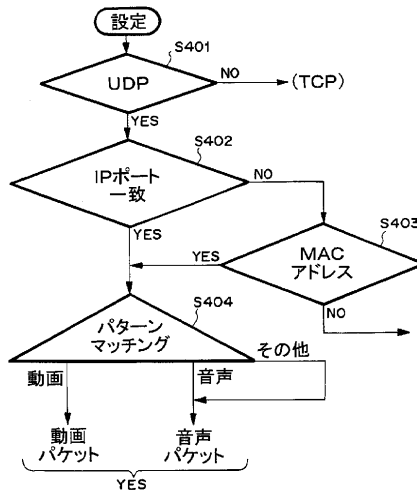 設定
S401
UDP
NO
(TCP)
YES
S402
IPポート
一致
NO
YES
S403
MAC
アドレス
YES
NO
S404
パターン
マッチング
その他
動画
音声
動画
パケット
音声
パケット
YES